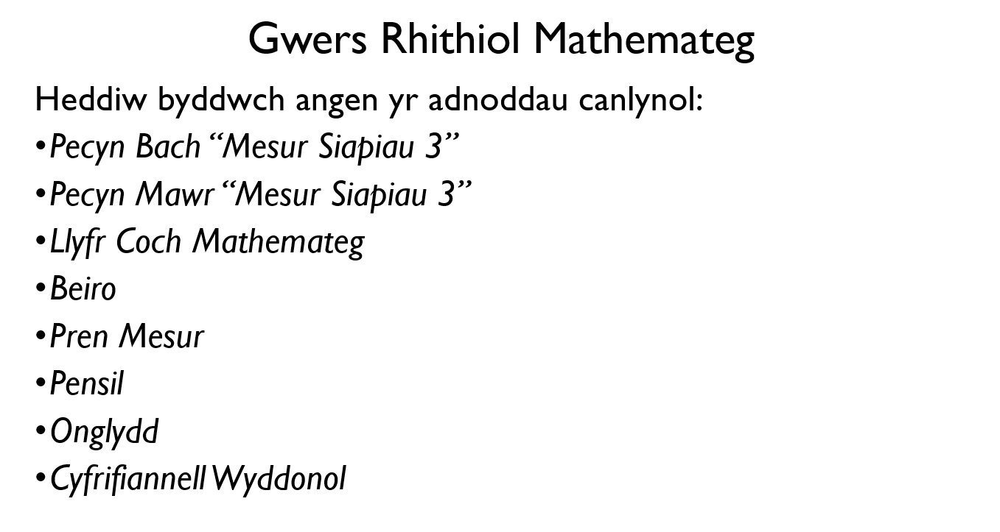 Gwers Rhithiol Mathemateg
Heddiw byddwch angen yr adnoddau canlynol:
•Pecyn Bach “Mesur Siapiau 3”
•Pecyn Mawr “Mesur Siapiau 3”
•Llyfr Coch Mathemateg
•Beiro
•Pren Mesur
•Pensil
•Onglydd
•Cyfrifiannell Wyddonol